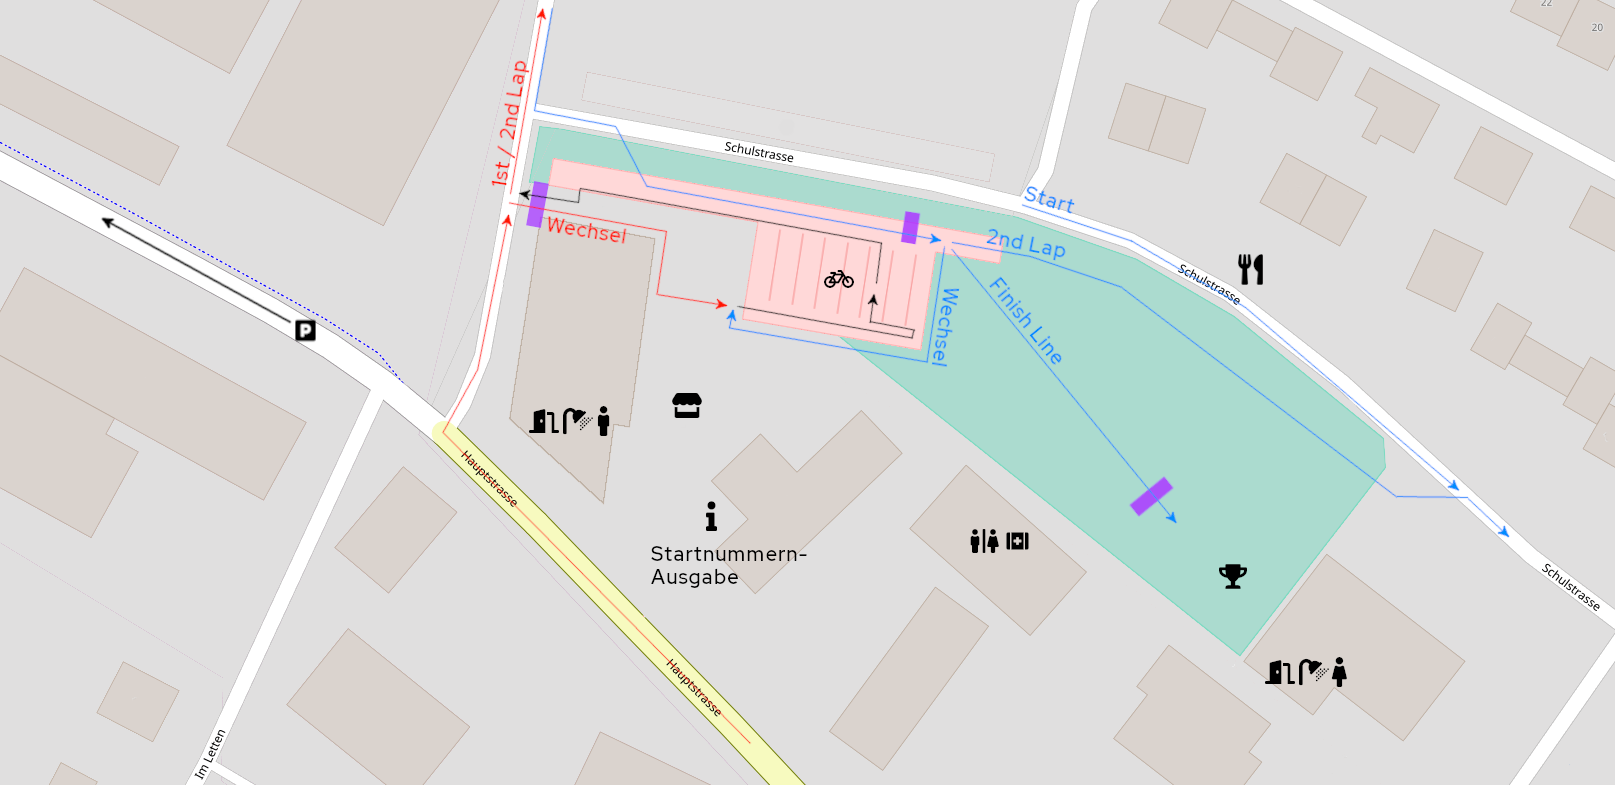 22
20
1st / 2nd Lap
Schulstrasse
Start
Wechsel
2nd Lap
Schulstrasse
Finish Line
Wechsel
P
Hauptstrasse
Startnummern-
Ausgabe
Schulstrasse
Hauptstrasse
Im Letten